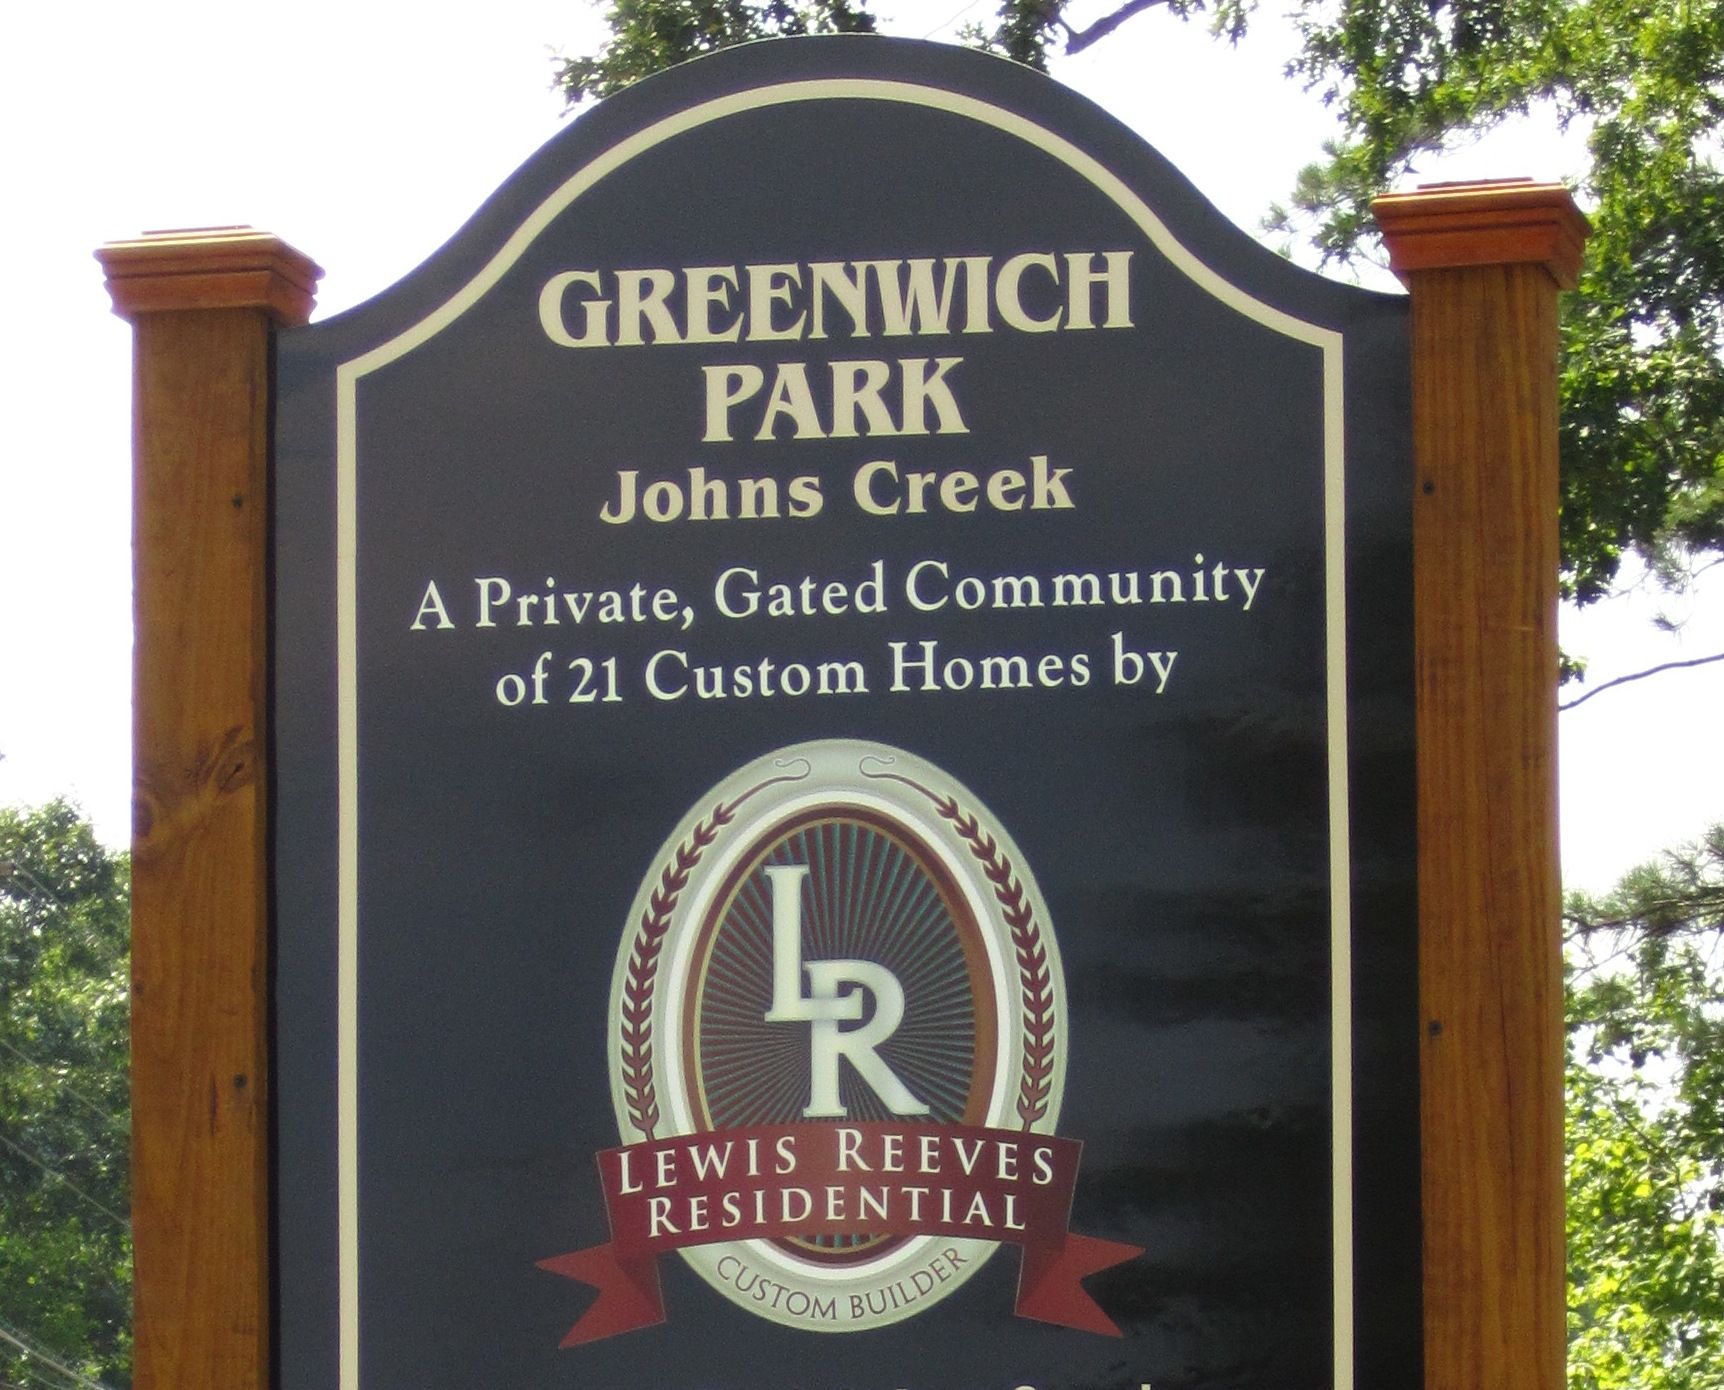 GREENWICH
PARK
Johns Creek
A Private, Gated Community
of 21 Custom Homes by
LR
LEWIS REEVES
RESIDENTIAL
CUSTOM BUILDER